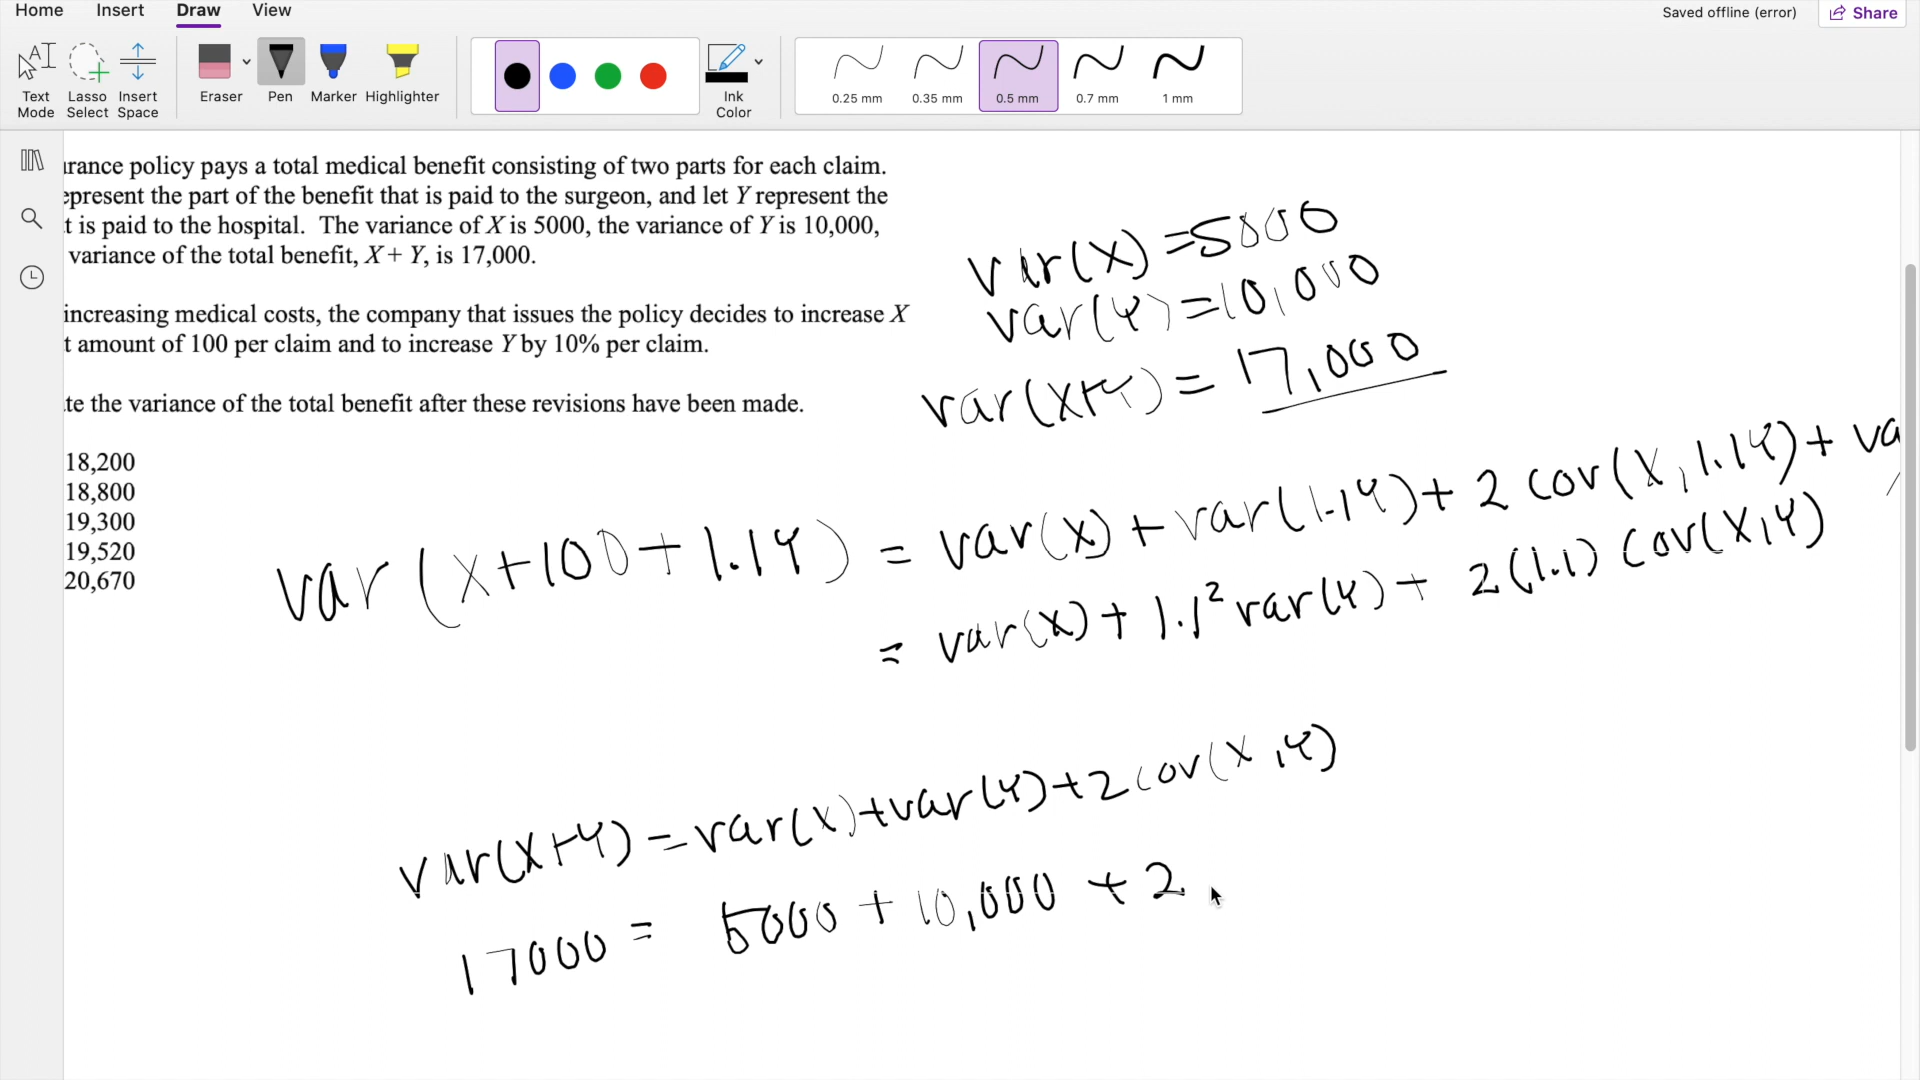 Home Insert Draw View
Saved offline (error) Share
Text Mode
Lasso Select
Insert Space
Eraser
Pen
Marker
Highlighter
Ink Color
0.25 mm
0.35 mm
0.5 mm
0.7 mm
1 mm
urance policy pays a total medical benefit consisting of two parts for each claim.
epresent the part of the benefit that is paid to the surgeon, and let Y represent the
t is paid to the hospital. The variance of X is 5000, the variance of Y is 10,000,
variance of the total benefit, X + Y, is 17,000.
increasing medical costs, the company that issues the policy decides to increase X
t amount of 100 per claim and to increase Y by 10% per claim.
te the variance of the total benefit after these revisions have been made.
18,200
18,800
19,300
19,520
20,670
var(x) = 5000
var(y) = 10,000
var(x+y) = 17,000
var(x+100+1.1y) = var(x) + var(1.1y) + 2 cov(x, 1.1y) + va
= var(x) + 1.1² var(y) + 2(1.1) cov(x,y)
var(x+y) = var(x) + var(y) + 2 cov(x,y)
17000 = 5000 + 10,000 + 2